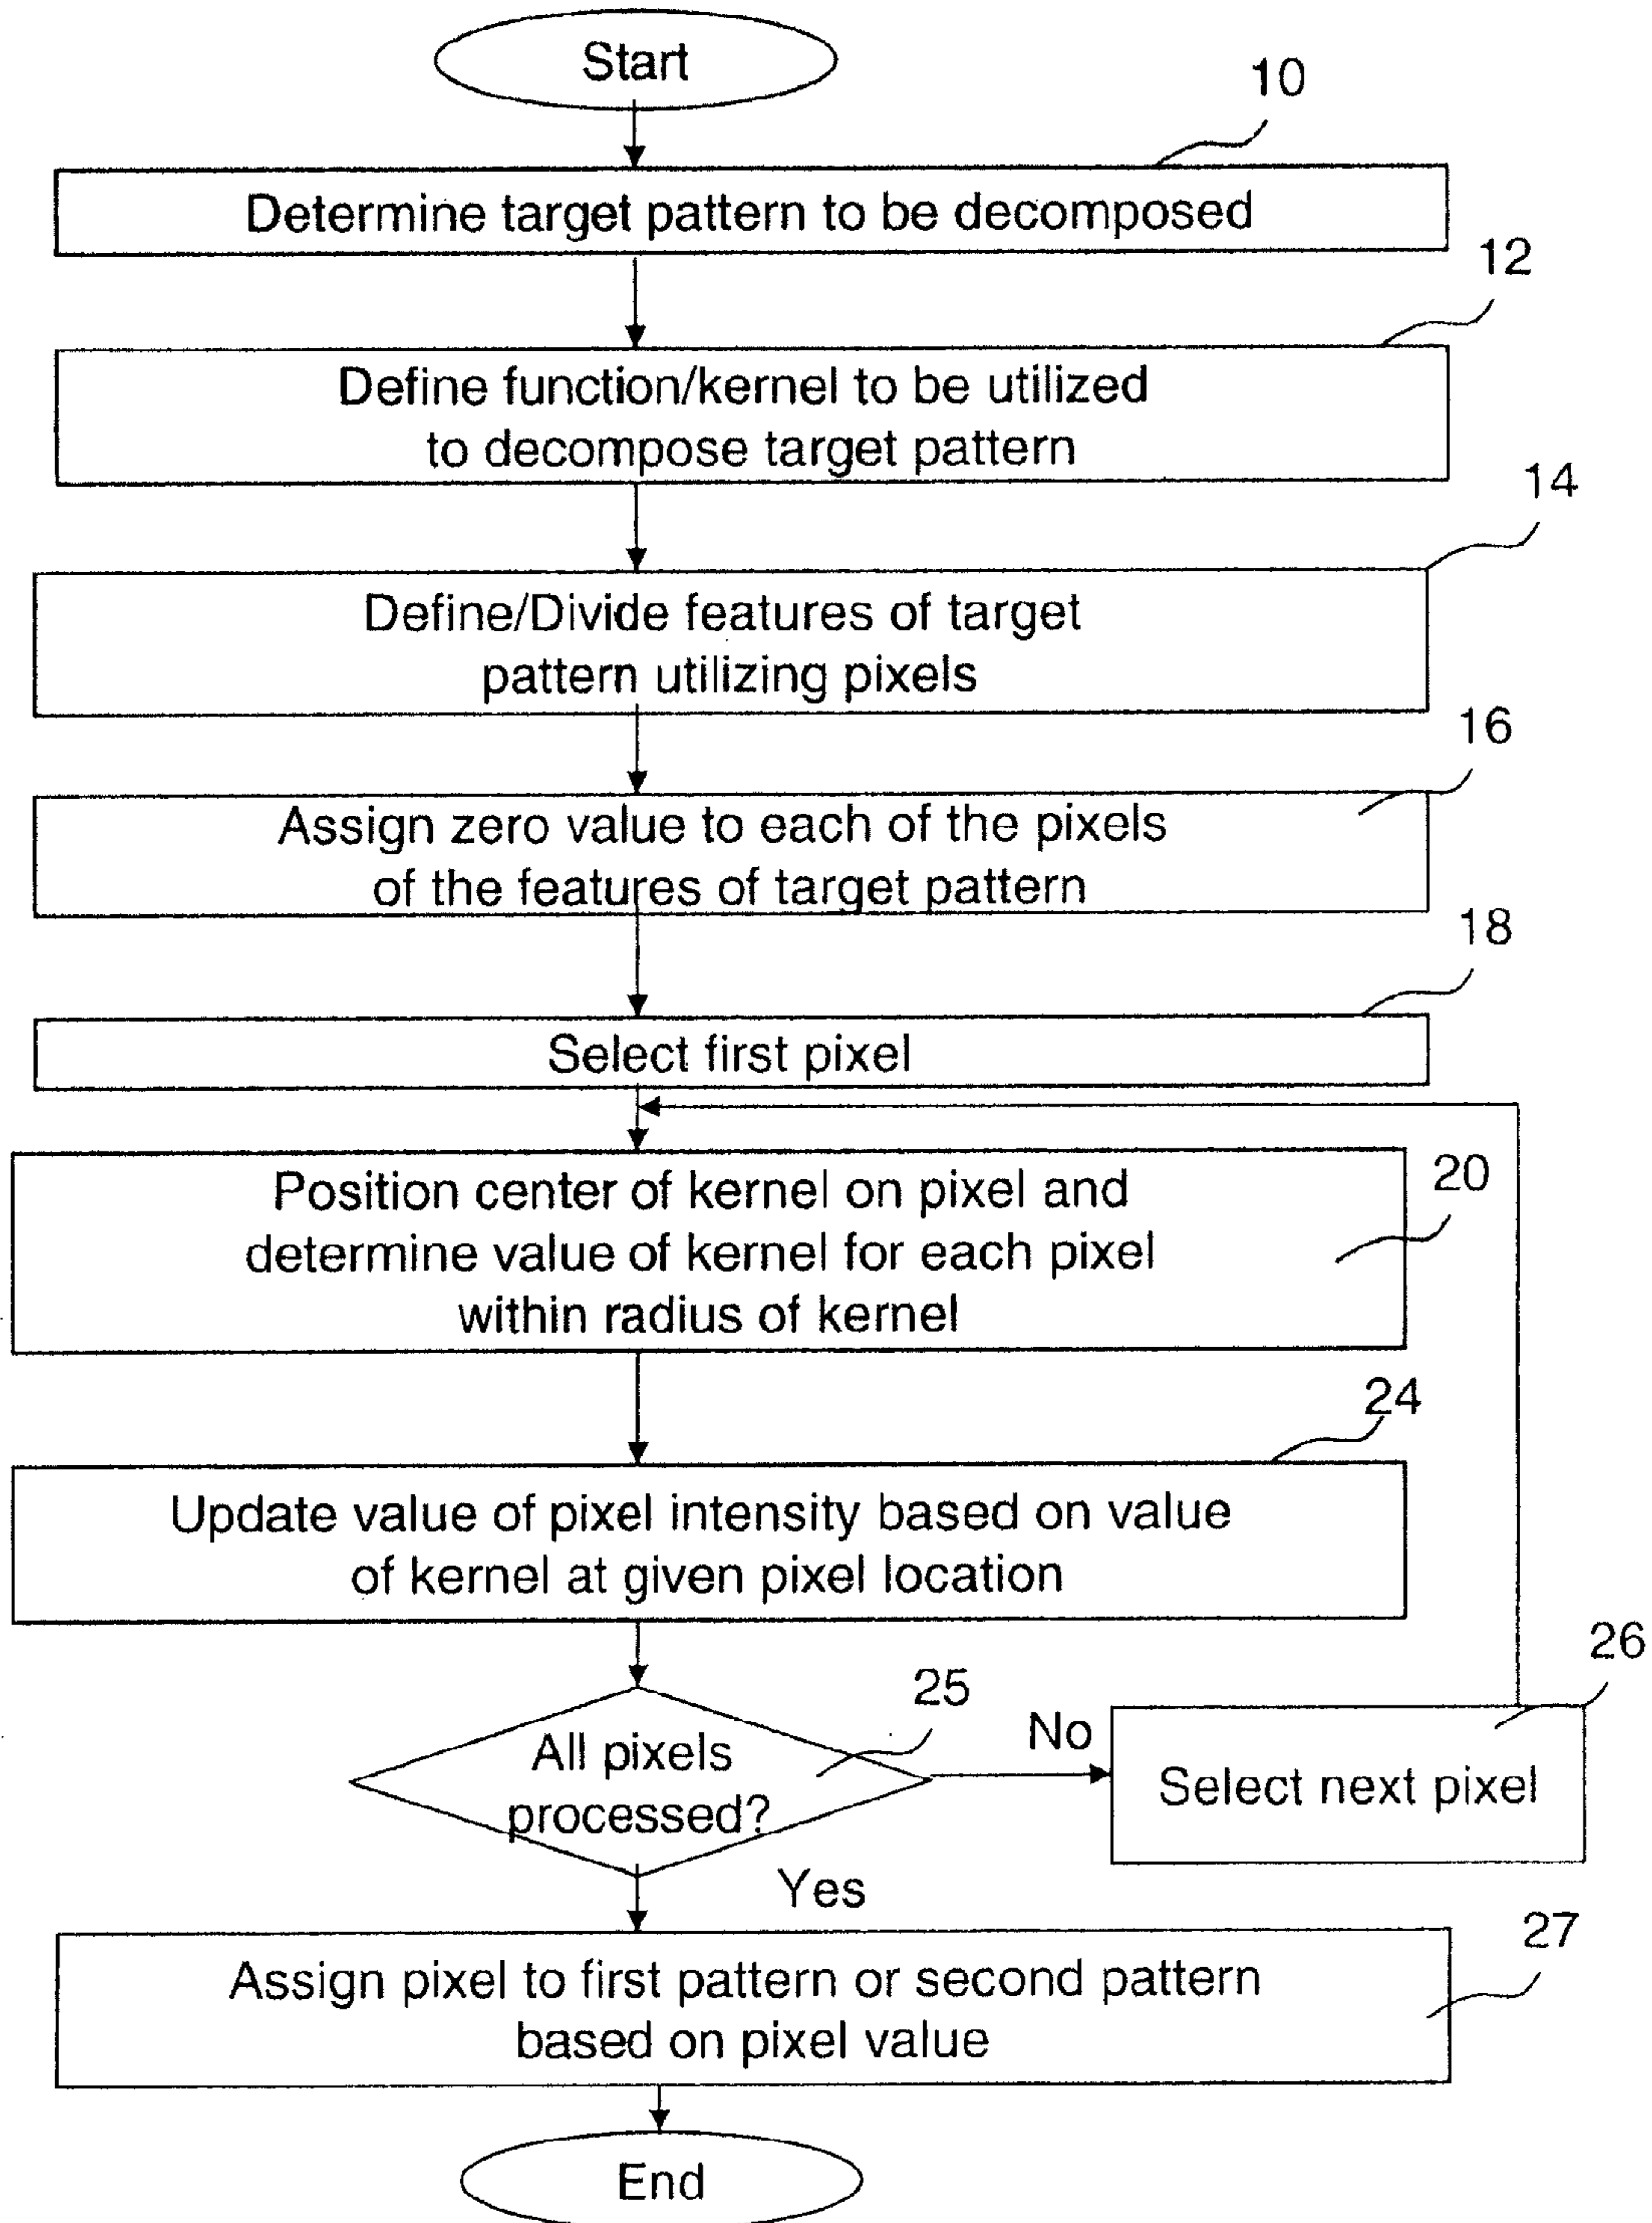 Start
10
Determine target pattern to be decomposed
12
Define function/kernel to be utilized
to decompose target pattern
14
Define/Divide features of target
pattern utilizing pixels
16
Assign zero value to each of the pixels
of the features of target pattern
18
Select first pixel
20
Position center of kernel on pixel and
determine value of kernel for each pixel
within radius of kernel
24
Update value of pixel intensity based on value
of kernel at given pixel location
25
All pixels
processed?
No
26
Select next pixel
Yes
27
Assign pixel to first pattern or second pattern
based on pixel value
End